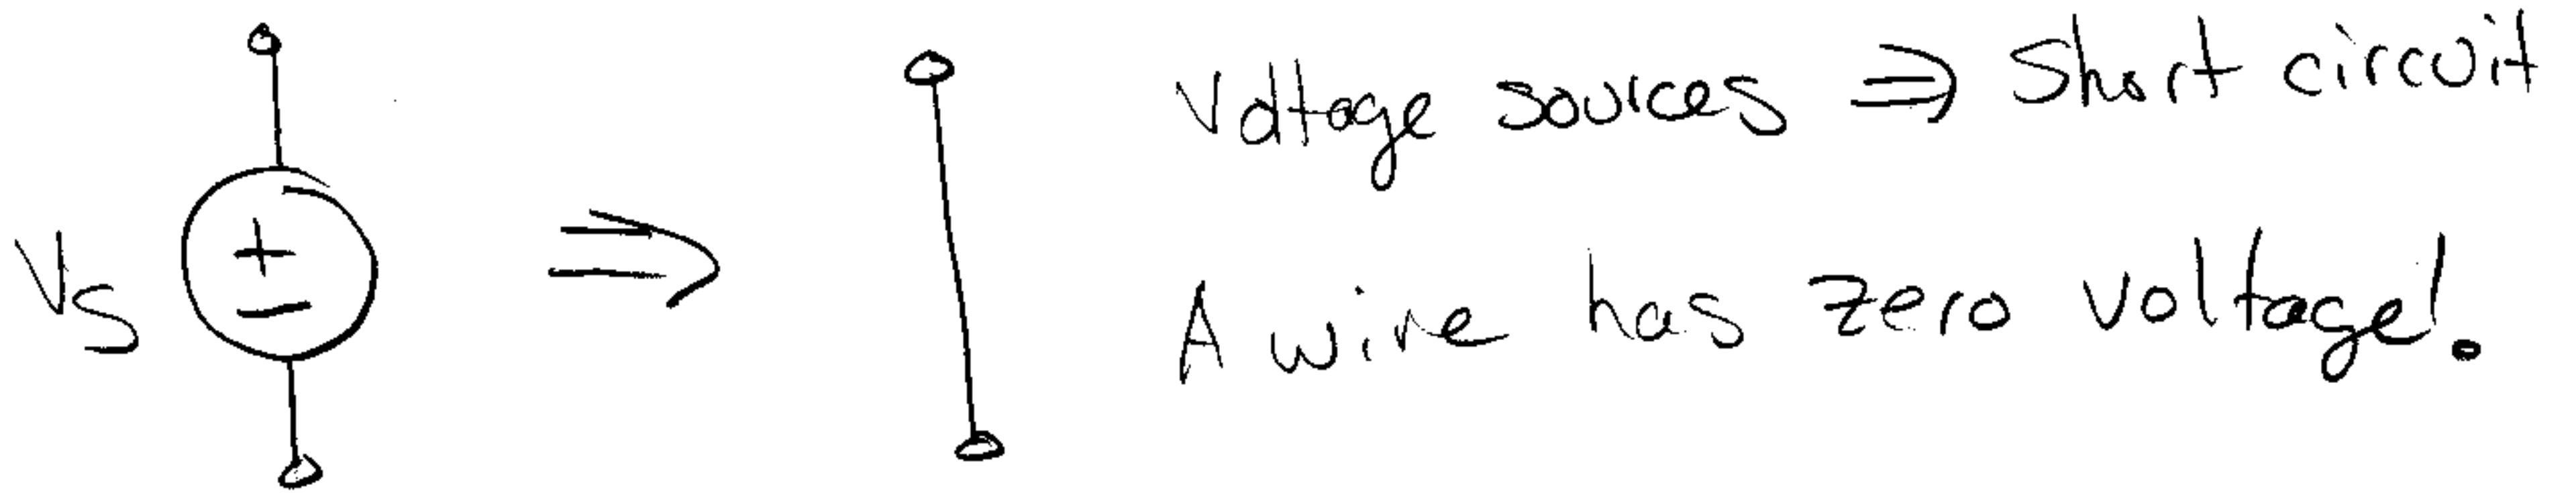 Voltage sources ⇒ Short circuit
Vs + − ⇒
A wire has zero voltage!